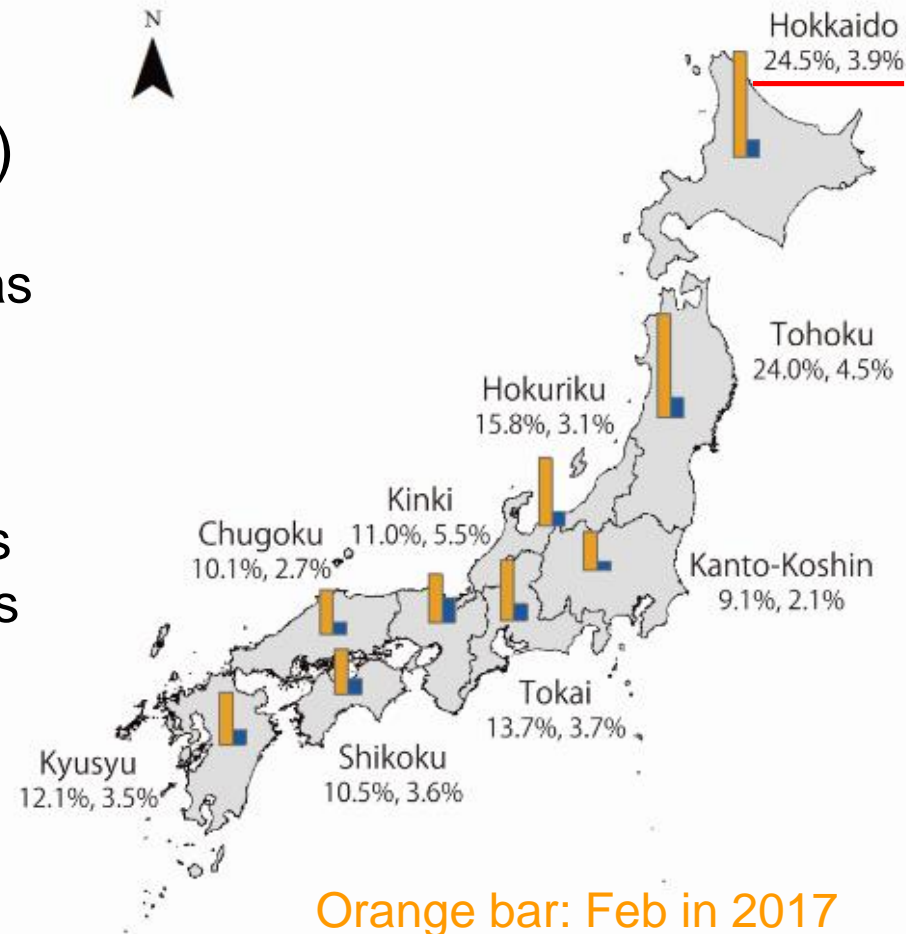 N
Hokkaido
24.5%, 3.9%
)
as
Tohoku
24.0%, 4.5%
Hokuriku
15.8%, 3.1%
Kinki
11.0%, 5.5%
Chugoku
10.1%, 2.7%
s
s
Kanto-Koshin
9.1%, 2.1%
Tokai
13.7%, 3.7%
Shikoku
10.5%, 3.6%
Kyusyu
12.1%, 3.5%
Orange bar: Feb in 2017